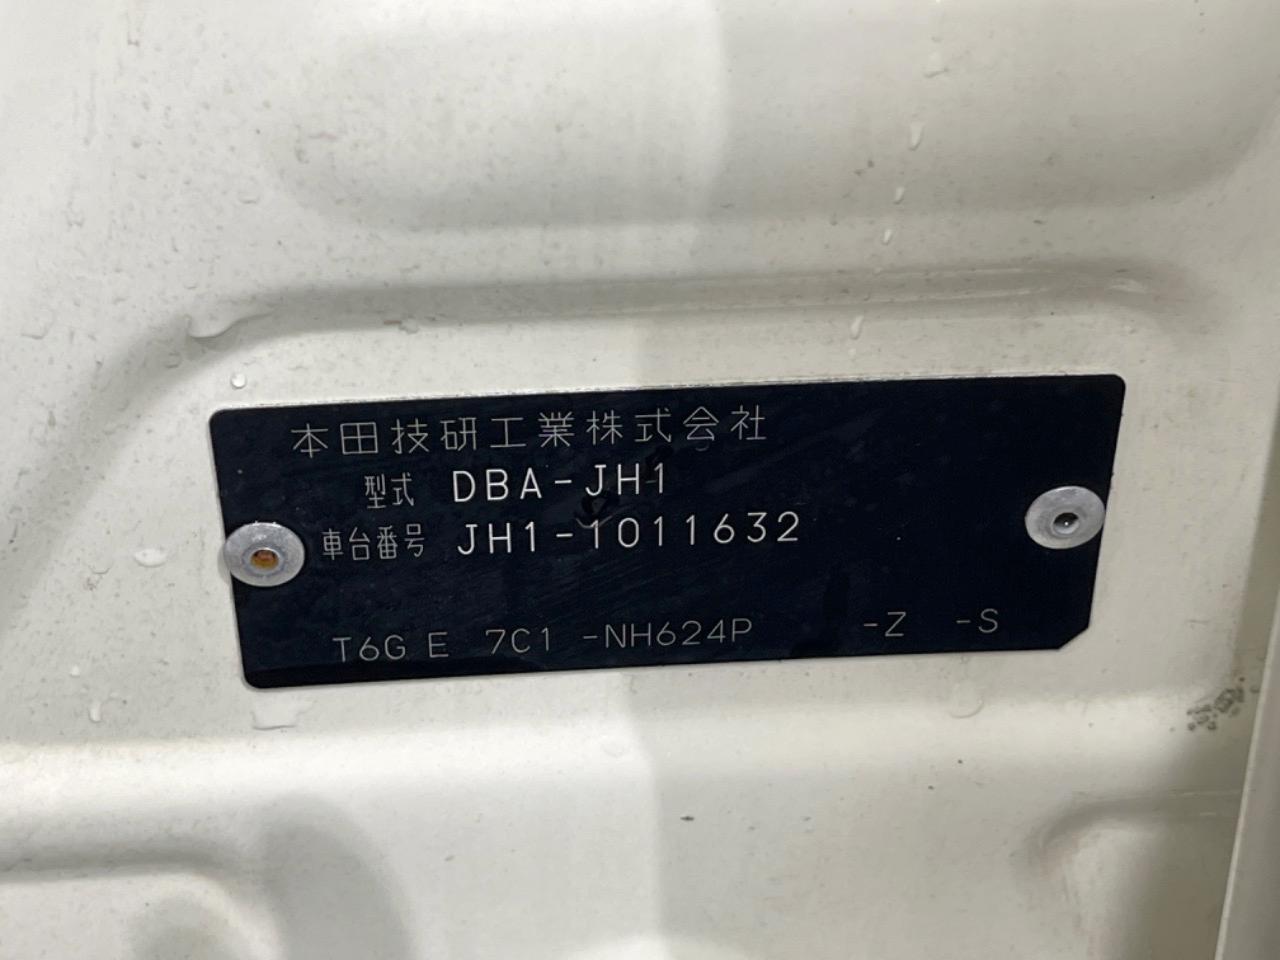 本田技研工業株式会社
型式 DBA-JH1
車台番号 JH1-1011632
T6G E 7C1 -NH624P -Z -S